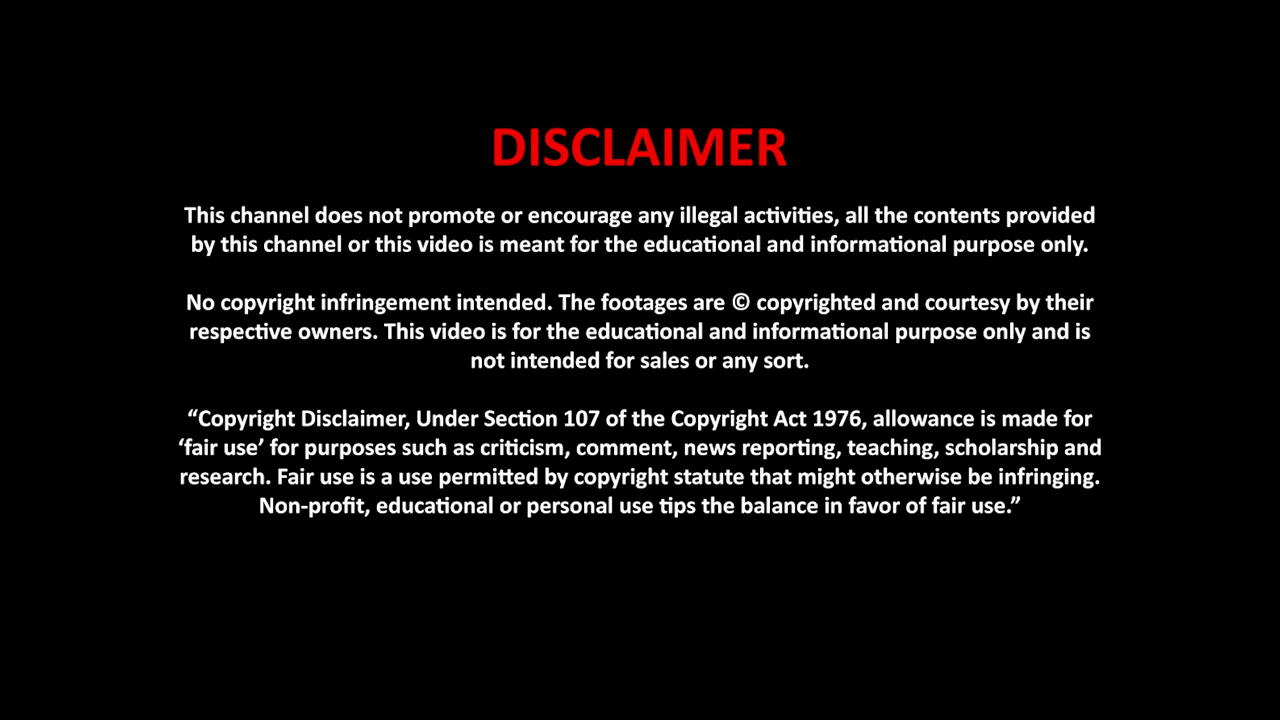 DISCLAIMER
This channel does not promote or encourage any illegal activities, all the contents provided
by this channel or this video is meant for the educational and informational purpose only.
No copyright infringement intended. The footages are © copyrighted and courtesy by their
respective owners. This video is for the educational and informational purpose only and is
not intended for sales or any sort.
“Copyright Disclaimer, Under Section 107 of the Copyright Act 1976, allowance is made for
‘fair use’ for purposes such as criticism, comment, news reporting, teaching, scholarship and
research. Fair use is a use permitted by copyright statute that might otherwise be infringing.
Non-profit, educational or personal use tips the balance in favor of fair use.”